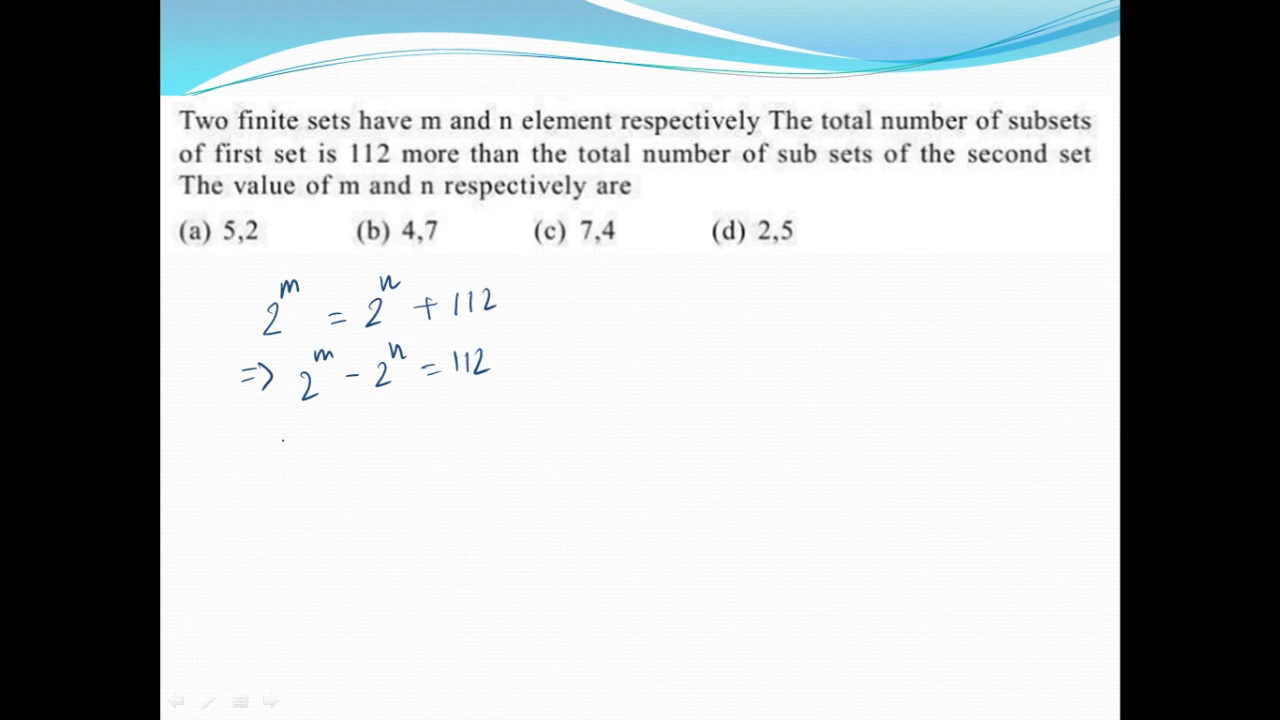 Two finite sets have m and n element respectively The total number of subsets
of first set is 112 more than the total number of sub sets of the second set
The value of m and n respectively are
(a) 5,2 (b) 4,7 (c) 7,4 (d) 2,5
2^m = 2^n + 112
=> 2^m - 2^n = 112